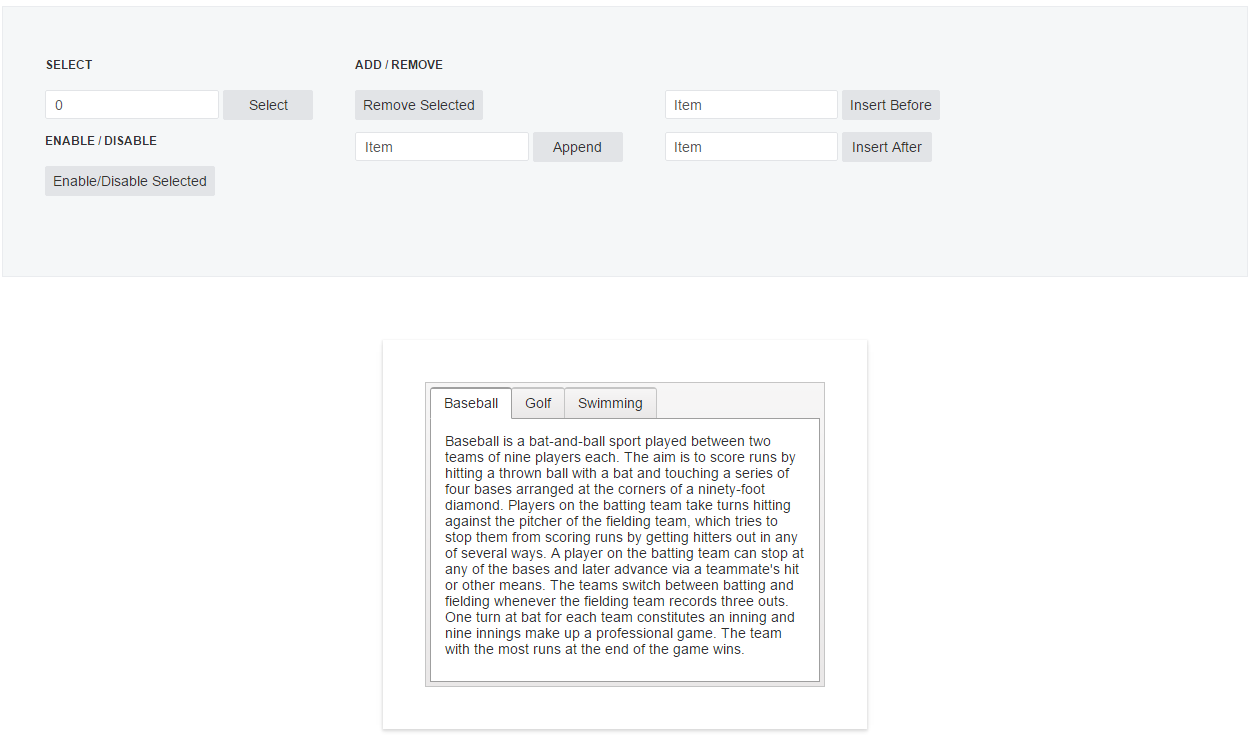 SELECT
0 Select
ENABLE / DISABLE
Enable/Disable Selected
ADD / REMOVE
Remove Selected
Item Append
Item Insert Before
Item Insert After
Baseball Golf Swimming
Baseball is a bat-and-ball sport played between two
teams of nine players each. The aim is to score runs by
hitting a thrown ball with a bat and touching a series of
four bases arranged at the corners of a ninety-foot
diamond. Players on the batting team take turns hitting
against the pitcher of the fielding team, which tries to
stop them from scoring runs by getting hitters out in any
of several ways. A player on the batting team can stop at
any of the bases and later advance via a teammate's hit
or other means. The teams switch between batting and
fielding whenever the fielding team records three outs.
One turn at bat for each team constitutes an inning and
nine innings make up a professional game. The team
with the most runs at the end of the game wins.